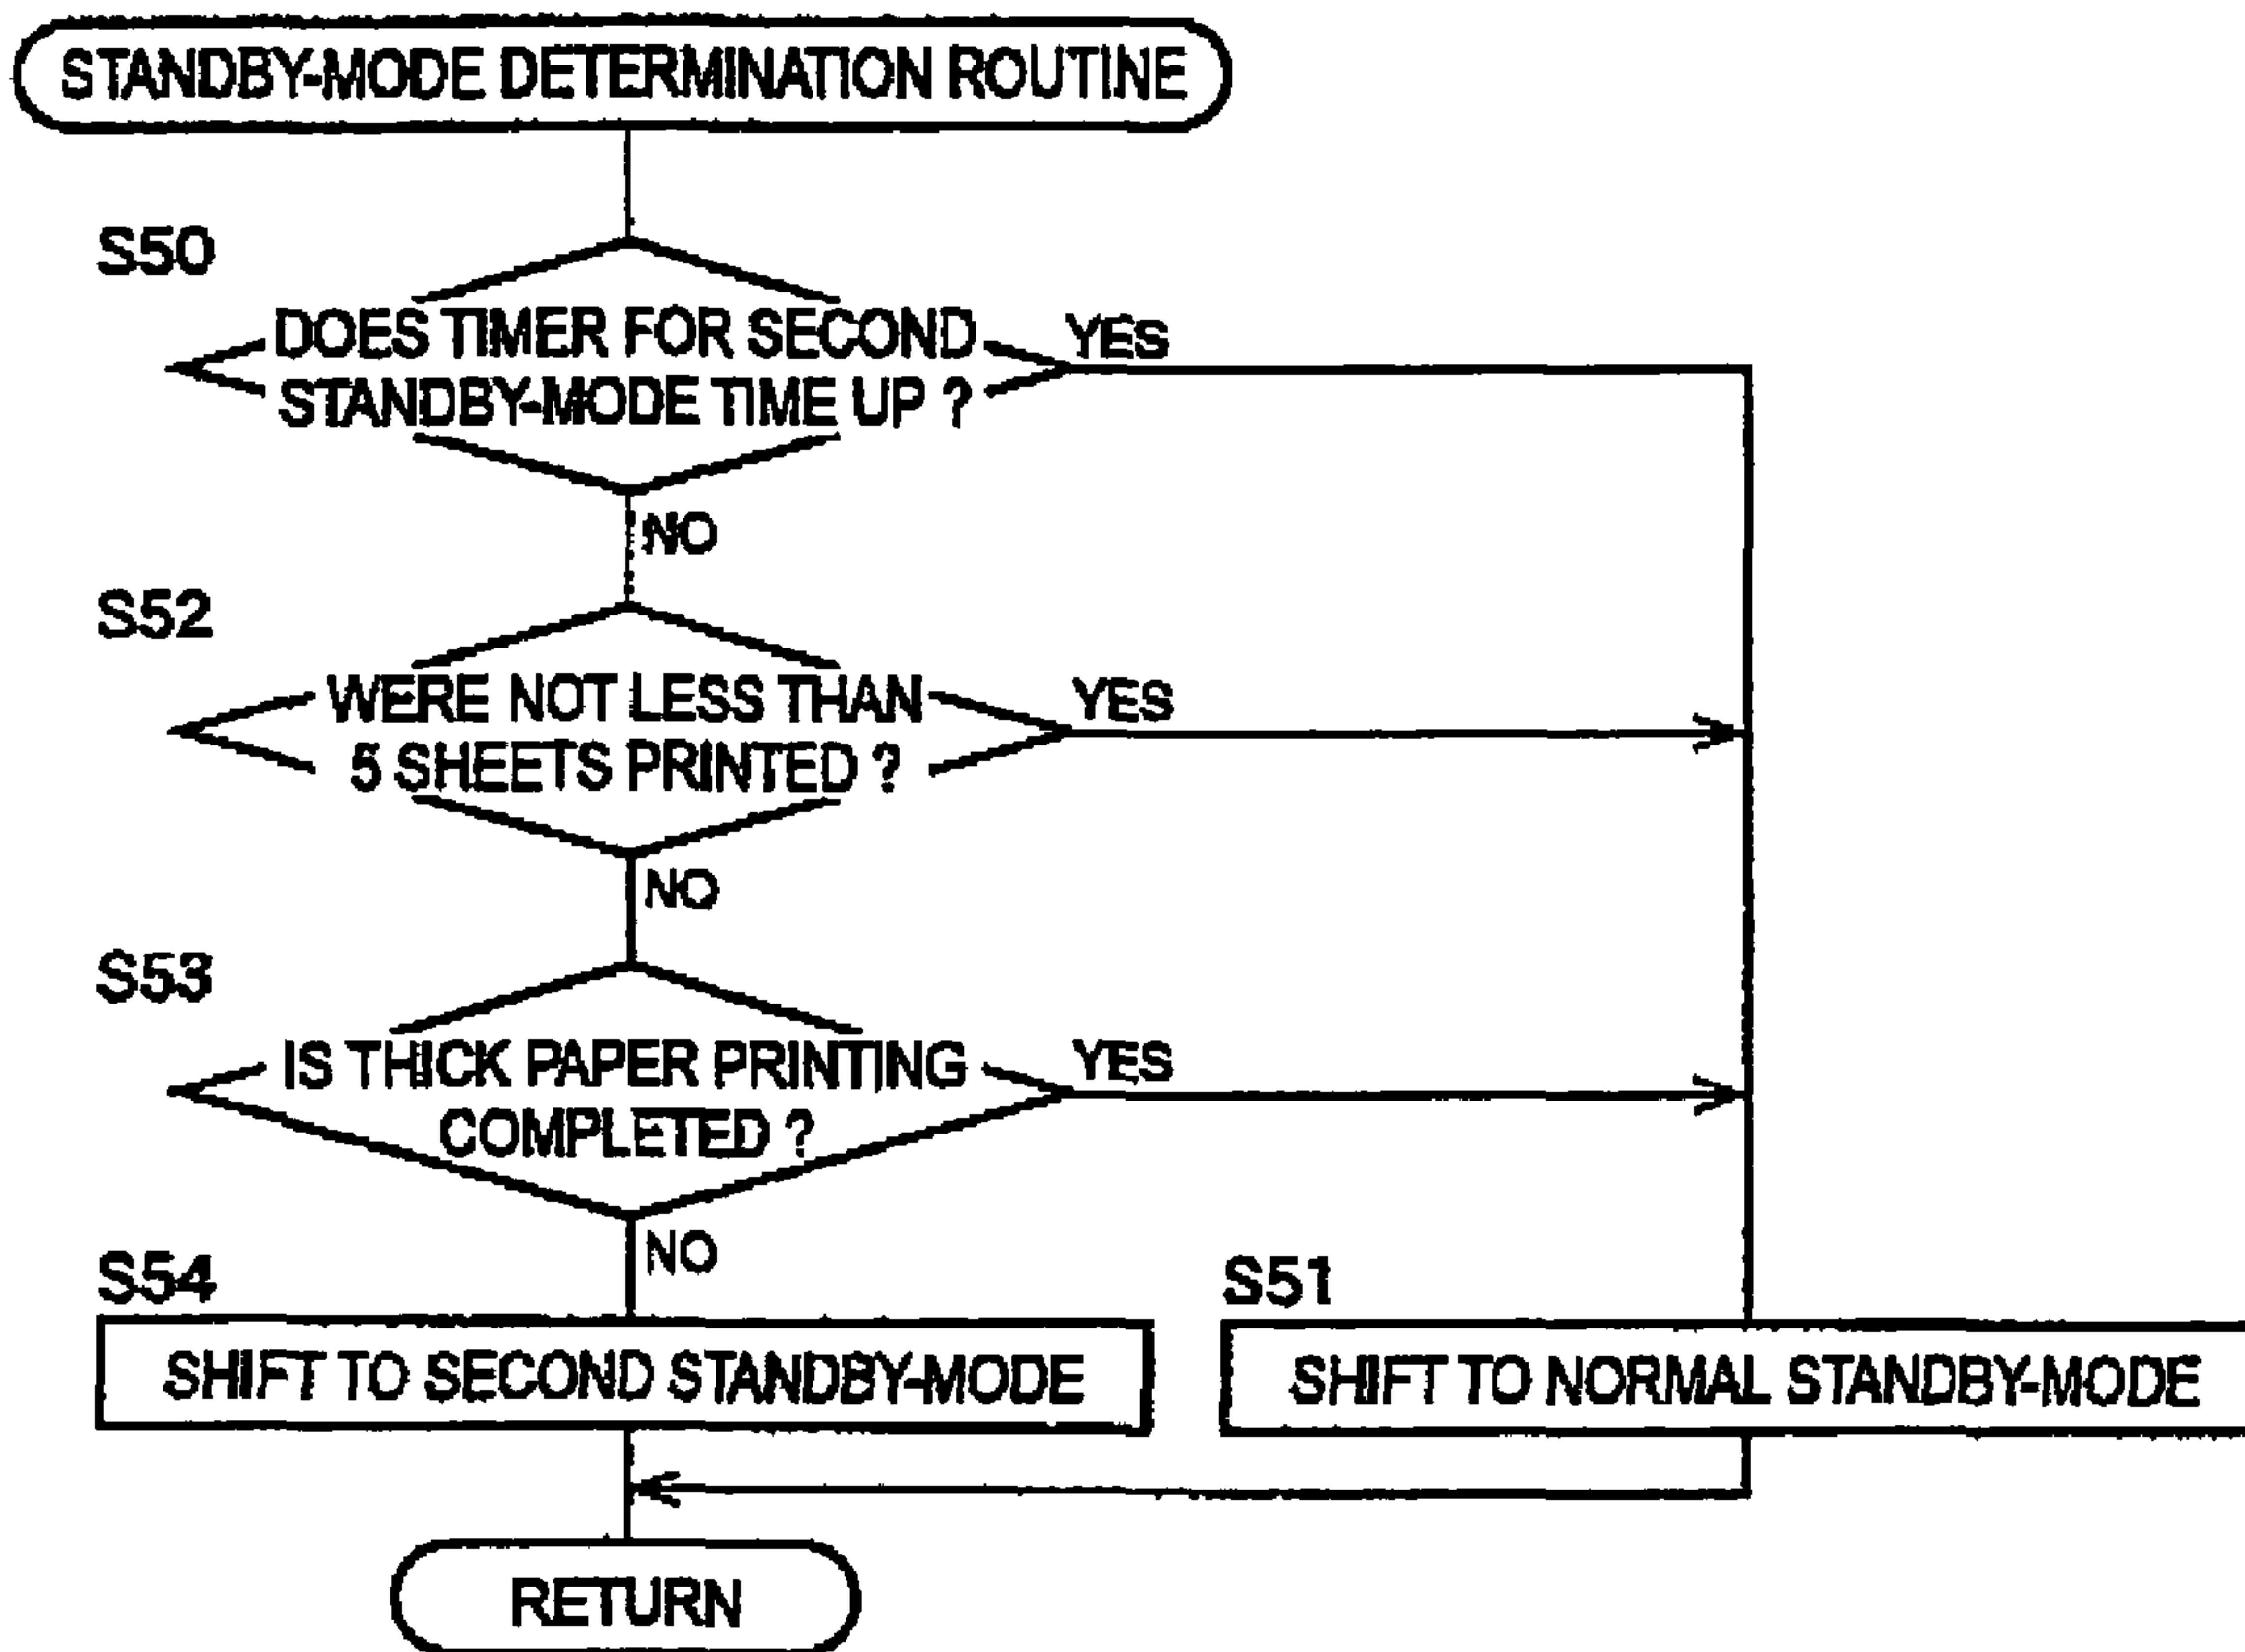 STANDBY-MODE DETERMINATION ROUTINE
S50
DOES TIMER FOR SECOND
STANDBY-MODE TIME UP ?
YES
NO
S52
WERE NOT LESS THAN
5 SHEETS PRINTED ?
YES
NO
S53
IS THICK PAPER PRINTING
COMPLETED ?
YES
NO
S54
SHIFT TO SECOND STANDBY-MODE
S51
SHIFT TO NORMAL STANDBY-MODE
RETURN